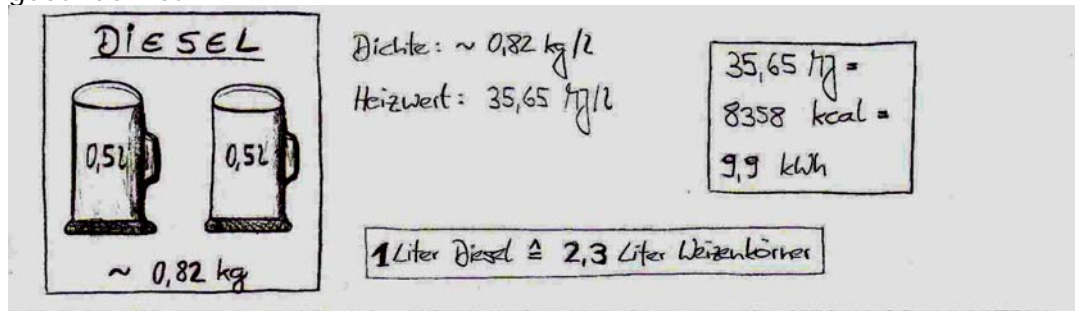 DIESEL
0,5l
0,5l
~ 0,82 kg
Dichte: ~ 0,82 kg/l
Heizwert: 35,65 MJ/l
35,65 MJ =
8358 kcal =
9,9 kWh
1 Liter Diesel ≙ 2,3 Liter Weizenkörner